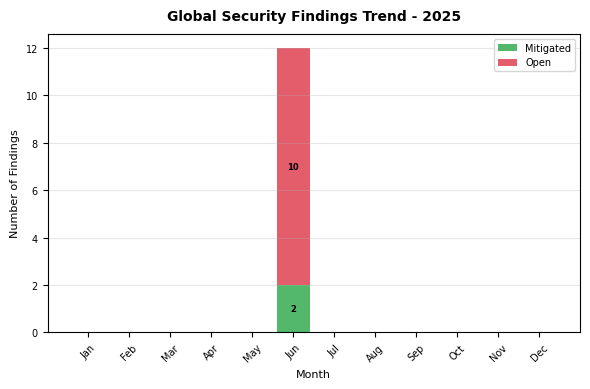 Global Security Findings Trend - 2025
Mitigated
Open
Number of Findings
12
10
8
6
4
2
0
10
2
Jan
Feb
Mar
Apr
May
Jun
Jul
Aug
Sep
Oct
Nov
Dec
Month